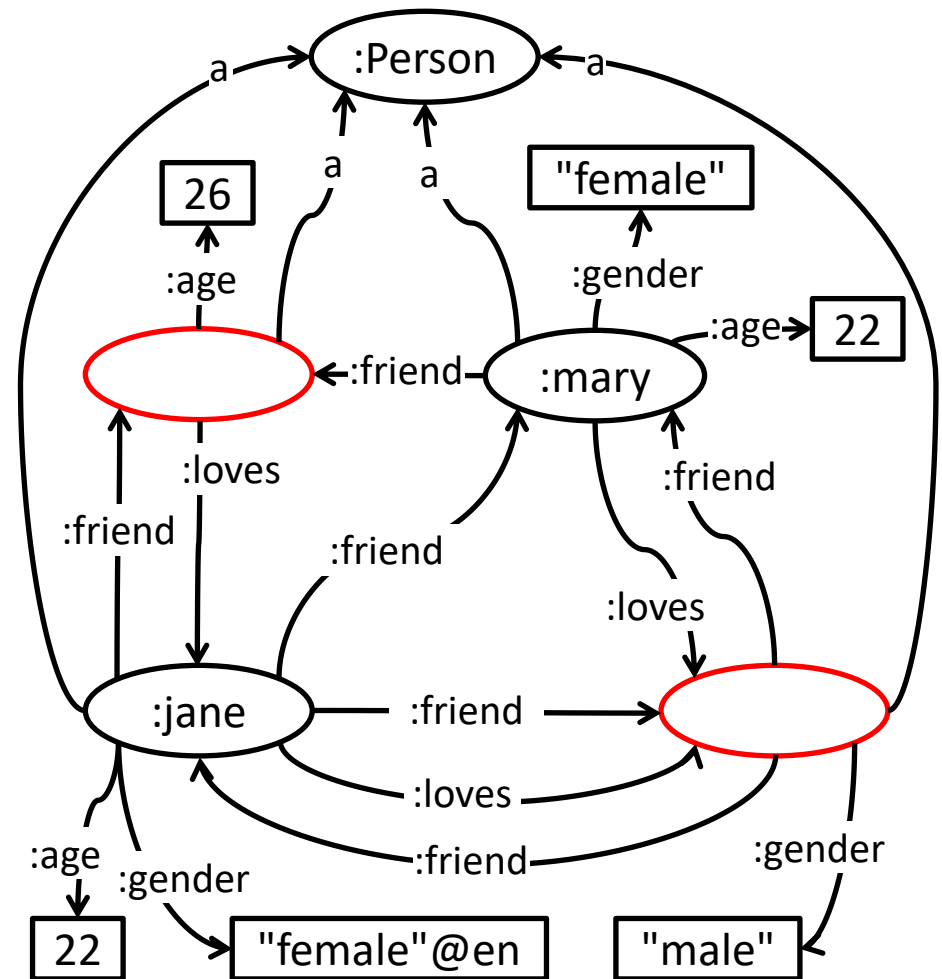 :Person
a
a
a
a
26
"female"
:age
:gender
:age
22
:friend
:mary
:loves
:friend
:friend
:friend
:loves
:jane
:friend
:loves
:friend
:age
:gender
:gender
22
"female"@en
"male"